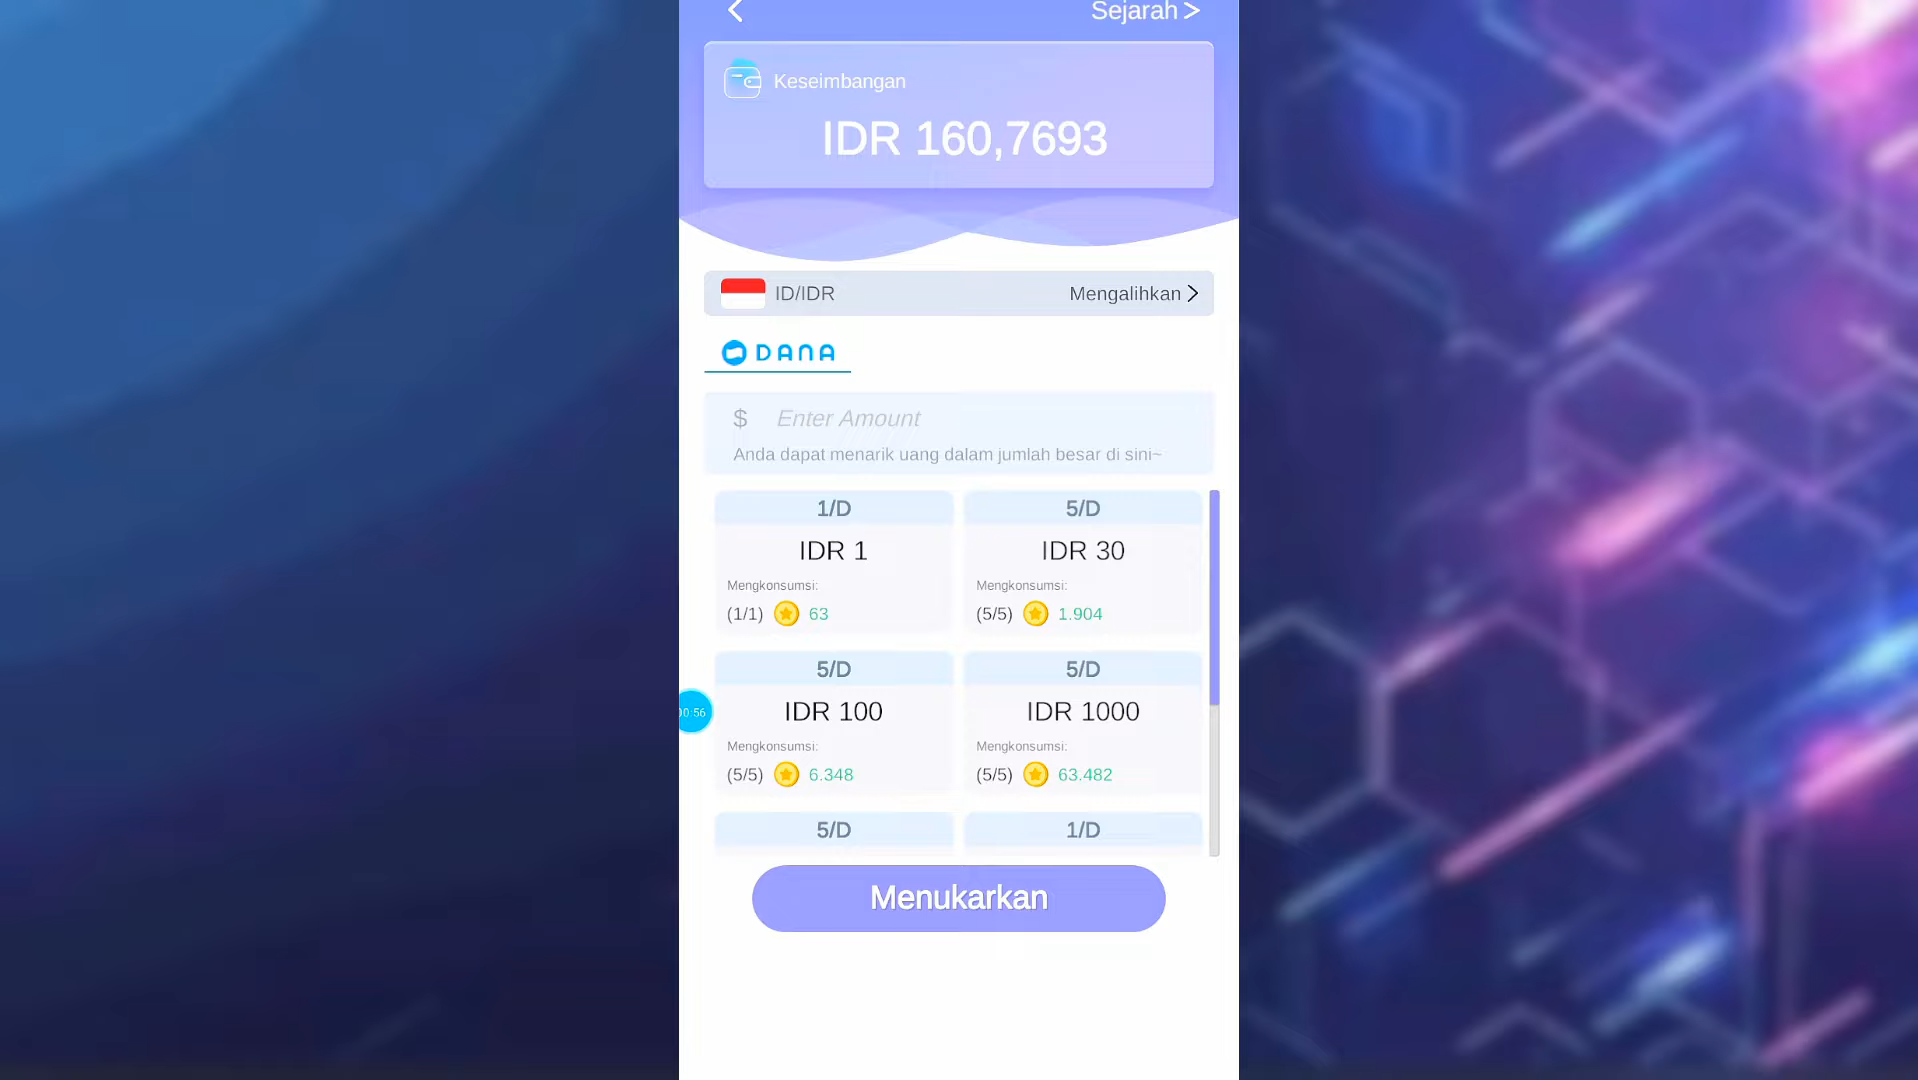 Sejarah >
Keseimbangan
IDR 160,7693
ID/IDR
Mengalihkan
DANA
$ Enter Amount
Anda dapat menarik uang dalam jumlah besar di sini~
1/D
IDR 1
Mengkonsumsi:
(1/1) 63
5/D
IDR 30
Mengkonsumsi:
(5/5) 1.904
5/D
IDR 100
Mengkonsumsi:
(5/5) 6.348
5/D
IDR 1000
Mengkonsumsi:
(5/5) 63.482
00:56
5/D
1/D
Menukarkan